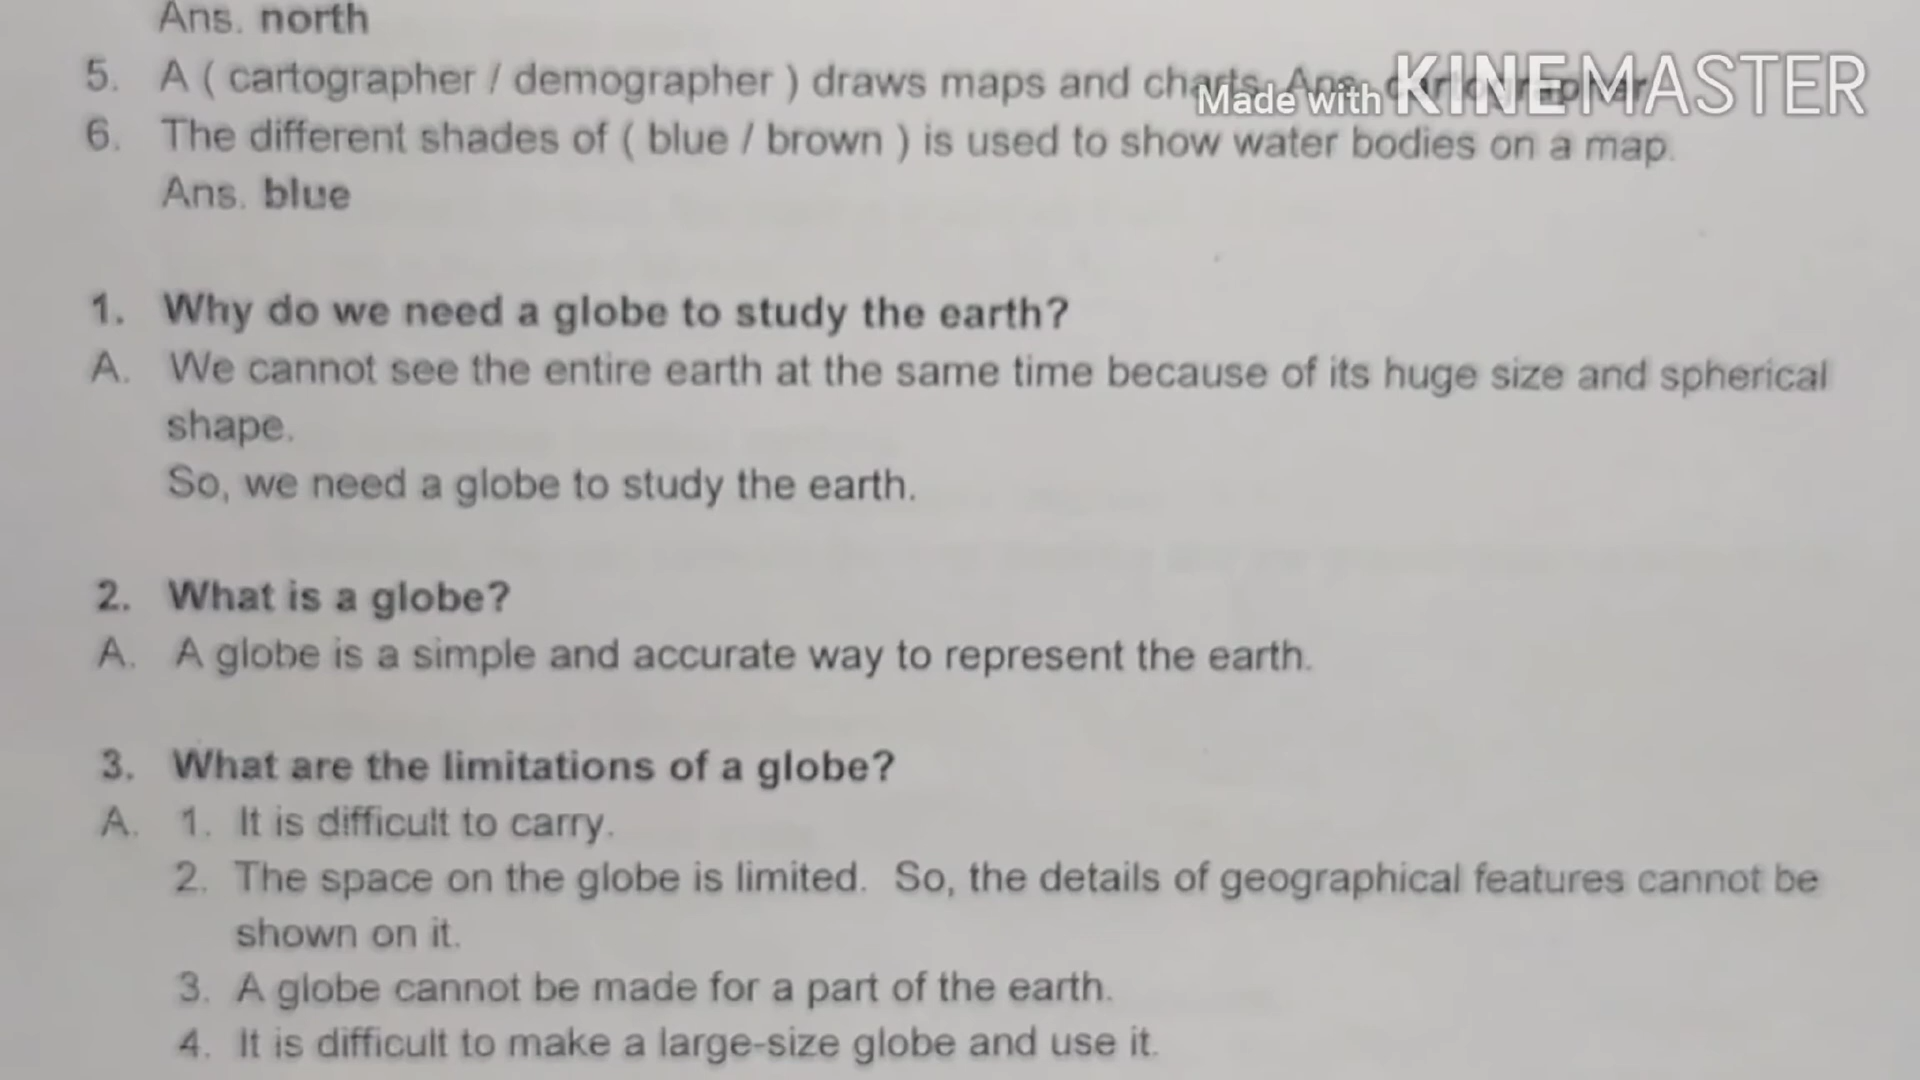 Ans. north
5. A ( cartographer / demographer ) draws maps and charts. Ans. cartographer
Made with KINEMASTER
6. The different shades of ( blue / brown ) is used to show water bodies on a map.
Ans. blue
1. Why do we need a globe to study the earth?
A. We cannot see the entire earth at the same time because of its huge size and spherical
shape.
So, we need a globe to study the earth.
2. What is a globe?
A. A globe is a simple and accurate way to represent the earth.
3. What are the limitations of a globe?
A. 1. It is difficult to carry.
2. The space on the globe is limited. So, the details of geographical features cannot be
shown on it.
3. A globe cannot be made for a part of the earth.
4. It is difficult to make a large-size globe and use it.